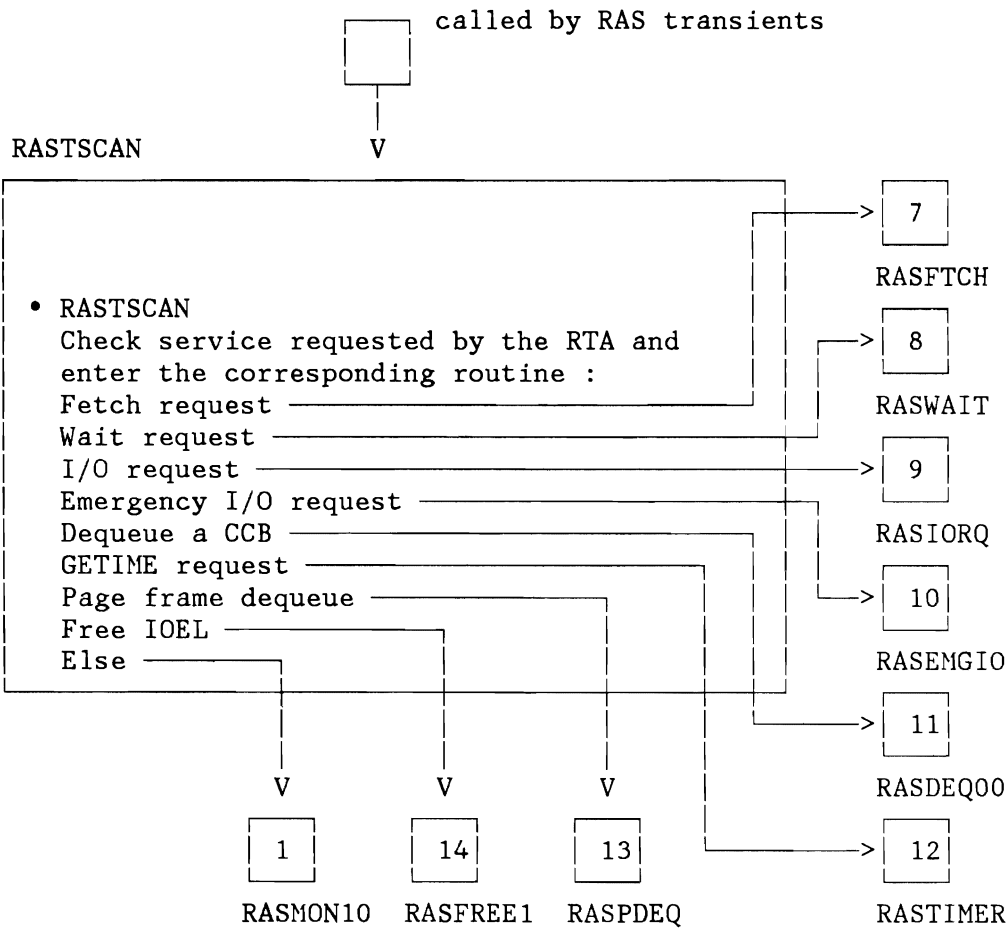 called by RAS transients
V
RASTSCAN
• RASTSCAN
Check service requested by the RTA and
enter the corresponding routine :
Fetch request
Wait request
I/O request
Emergency I/O request
Dequeue a CCB
GETIME request
Page frame dequeue
Free IOEL
Else
> 7
RASFTCH
> 8
RASWAIT
> 9
RASIORQ
> 10
RASEMGIO
> 11
RASDEQ00
> 12
RASTIMER
V V V
1 14 13
RASMON10 RASFREE1 RASPDEQ